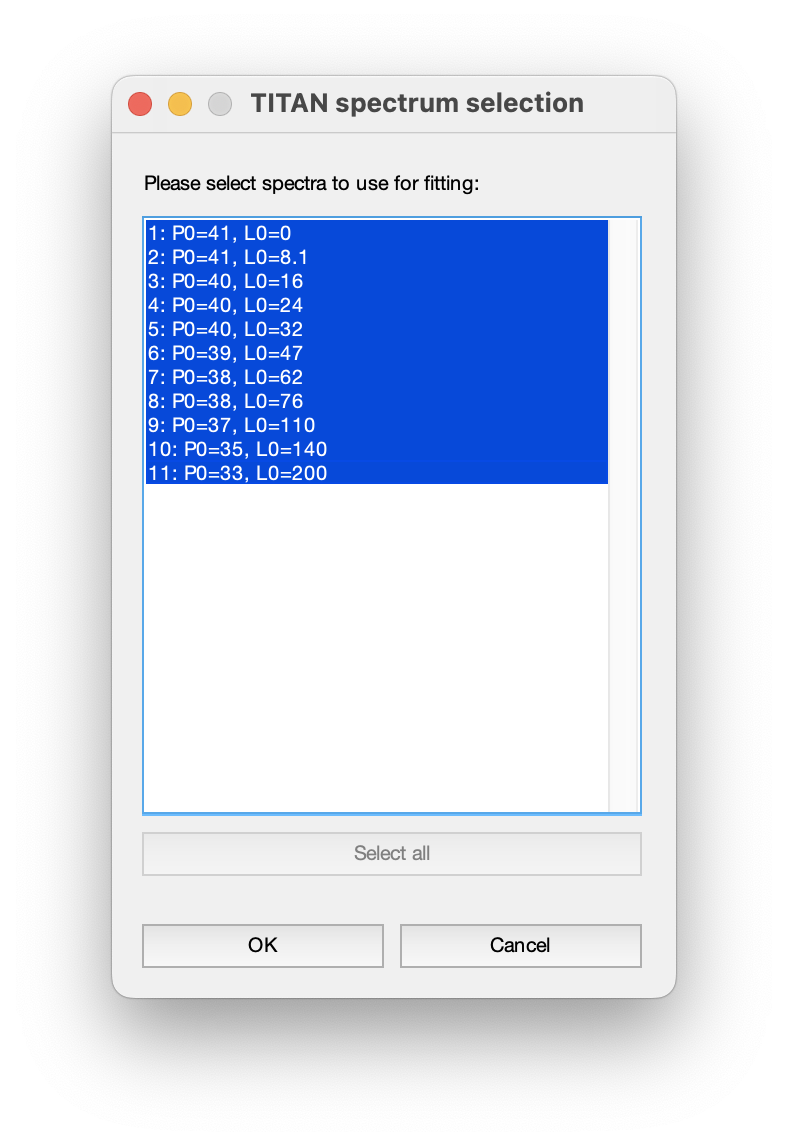 TITAN spectrum selection
Please select spectra to use for fitting:
1: P0=41, L0=0
2: P0=41, L0=8.1
3: P0=40, L0=16
4: P0=40, L0=24
5: P0=40, L0=32
6: P0=39, L0=47
7: P0=38, L0=62
8: P0=38, L0=76
9: P0=37, L0=110
10: P0=35, L0=140
11: P0=33, L0=200
Select all
OK
Cancel